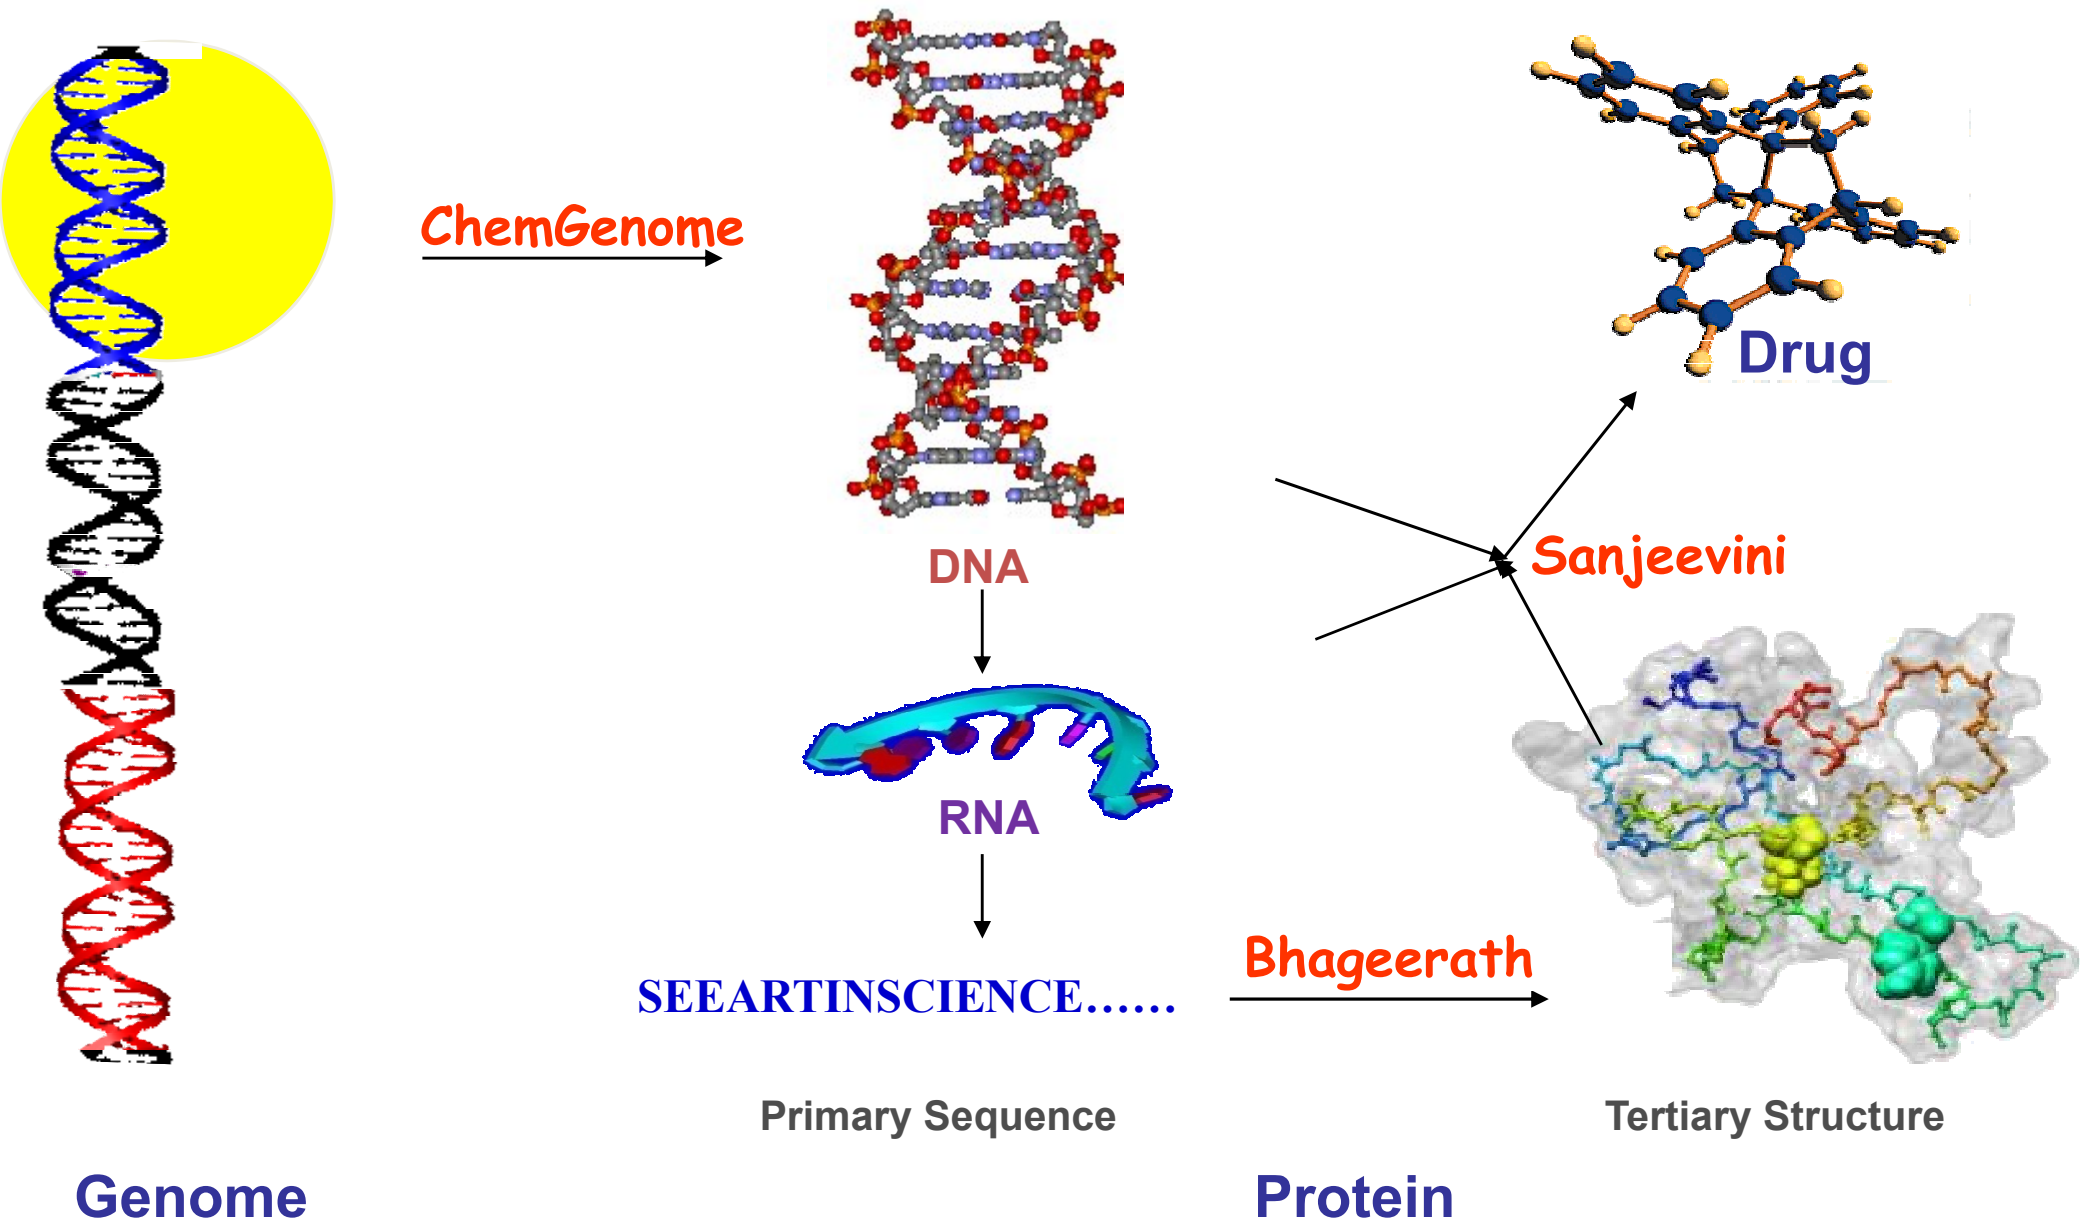 ChemGenome
Drug
DNA
Sanjeevini
RNA
Bhageerath
SEEARTINSCIENCE......
Primary Sequence
Tertiary Structure
Genome
Protein